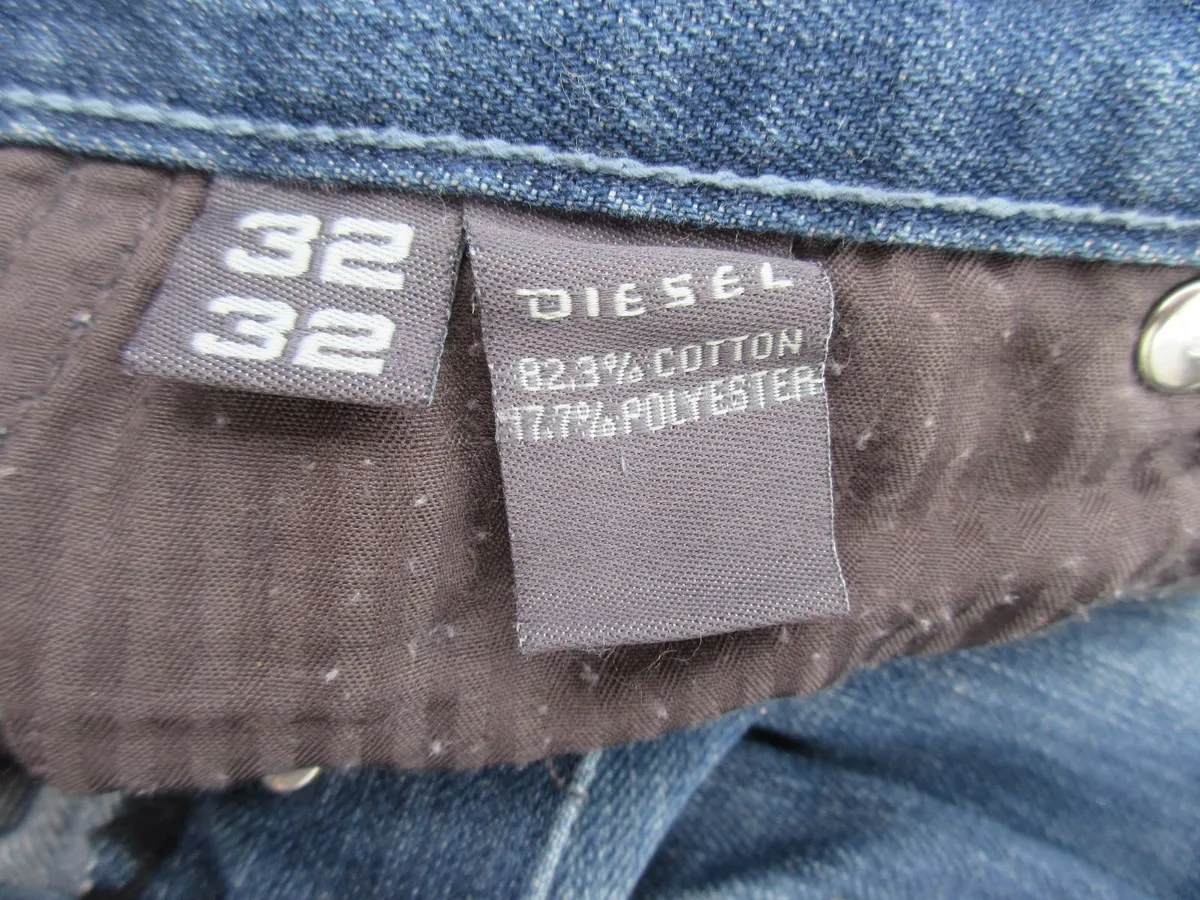 32
32
DIESEL
82,3% COTTON
17.7% POLYESTER